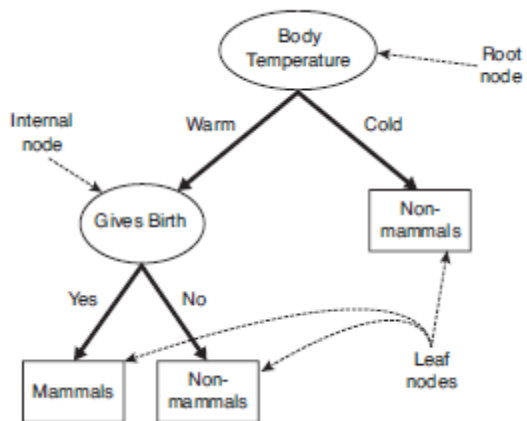 Body
Temperature
Root
node
Internal
node
Warm
Cold
Gives Birth
Non-
mammals
Yes
No
Mammals
Non-
mammals
Leaf
nodes